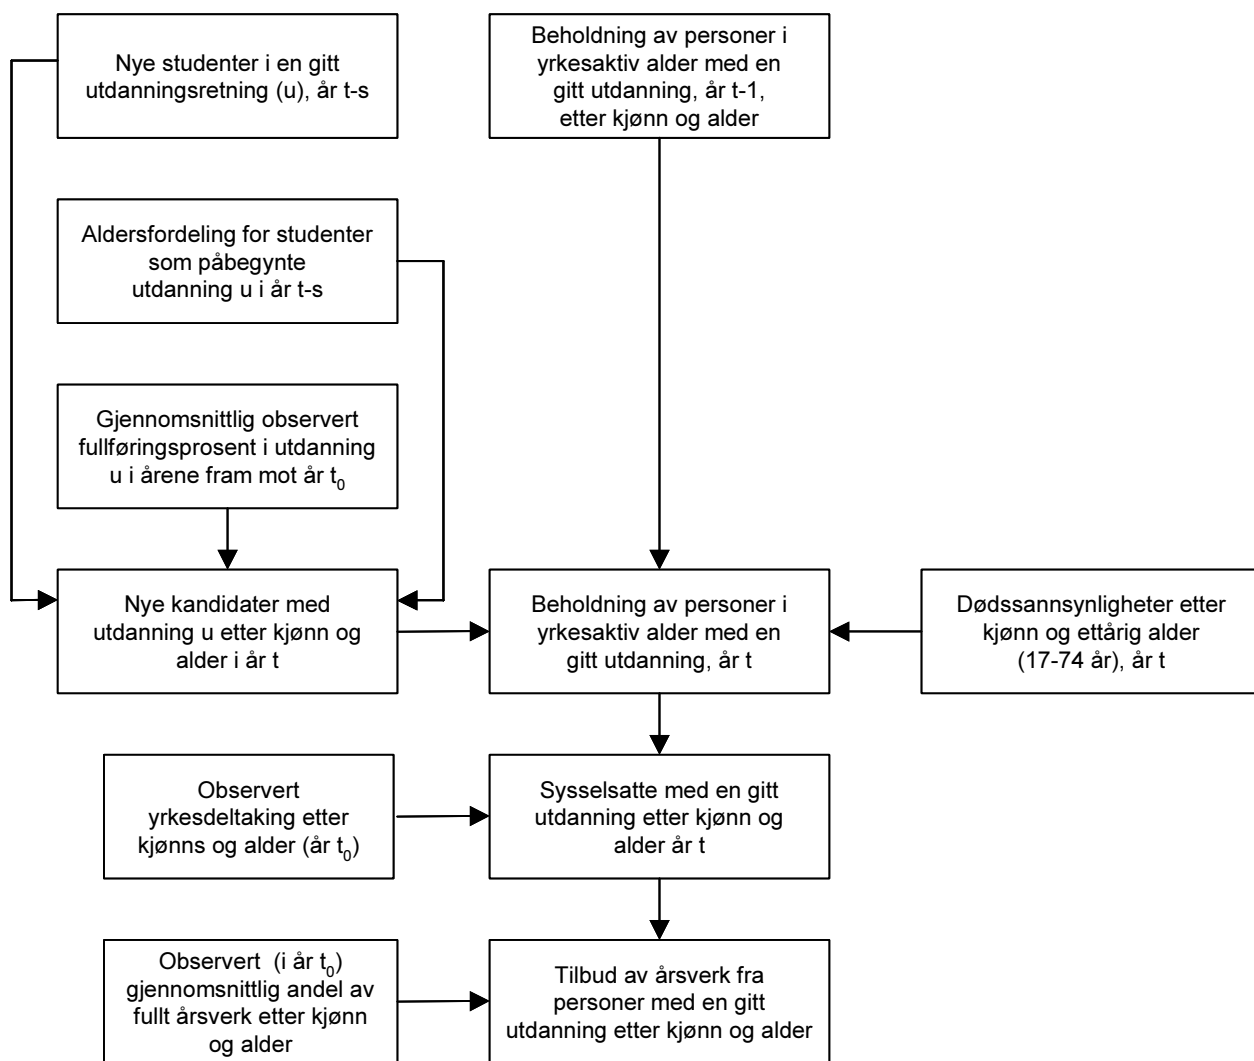 Nye studenter i en gitt
utdanningsretning (u), år t-s
Beholdning av personer i
yrkesaktiv alder med en
gitt utdanning, år t-1,
etter kjønn og alder
Aldersfordeling for studenter
som påbegynte
utdanning u i år t-s
Gjennomsnittlig observert
fullføringsprosent i utdanning
u i årene fram mot år t₀
Nye kandidater med
utdanning u etter kjønn og
alder i år t
Beholdning av personer i
yrkesaktiv alder med en
gitt utdanning, år t
Dødssannsynligheter etter
kjønn og ettårig alder
(17-74 år), år t
Observert
yrkesdeltaking etter
kjønns og alder (år t₀)
Sysselsatte med en gitt
utdanning etter kjønn og
alder år t
Observert (i år t₀)
gjennomsnittlig andel av
fullt årsverk etter kjønn
og alder
Tilbud av årsverk fra
personer med en gitt
utdanning etter kjønn og alder